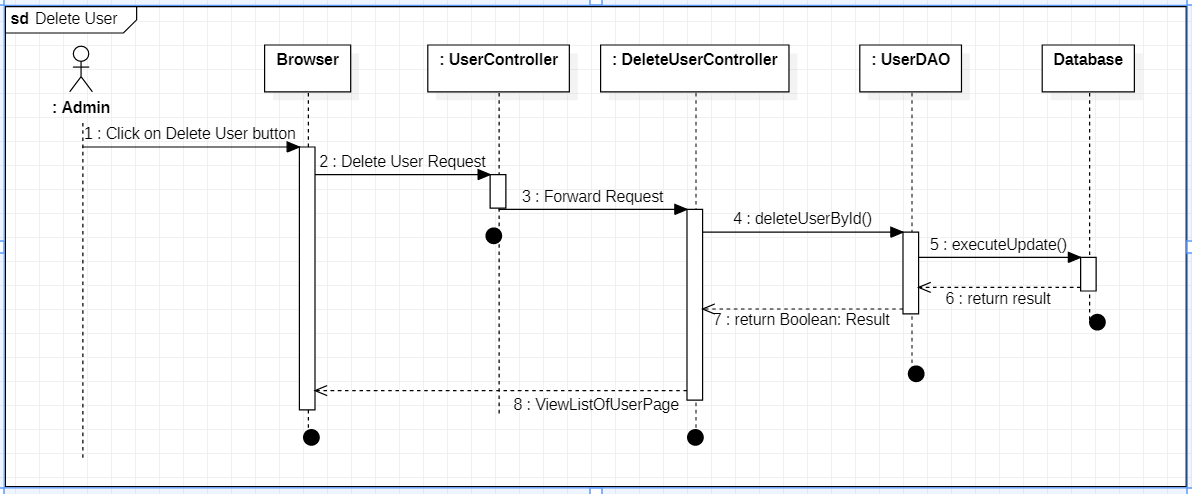 sd Delete User
Browser
: UserController
: DeleteUserController
: UserDAO
Database
: Admin
1 : Click on Delete User button
2 : Delete User Request
3 : Forward Request
4 : deleteUserById()
5 : executeUpdate()
6 : return result
7 : return Boolean: Result
8 : ViewListOfUserPage